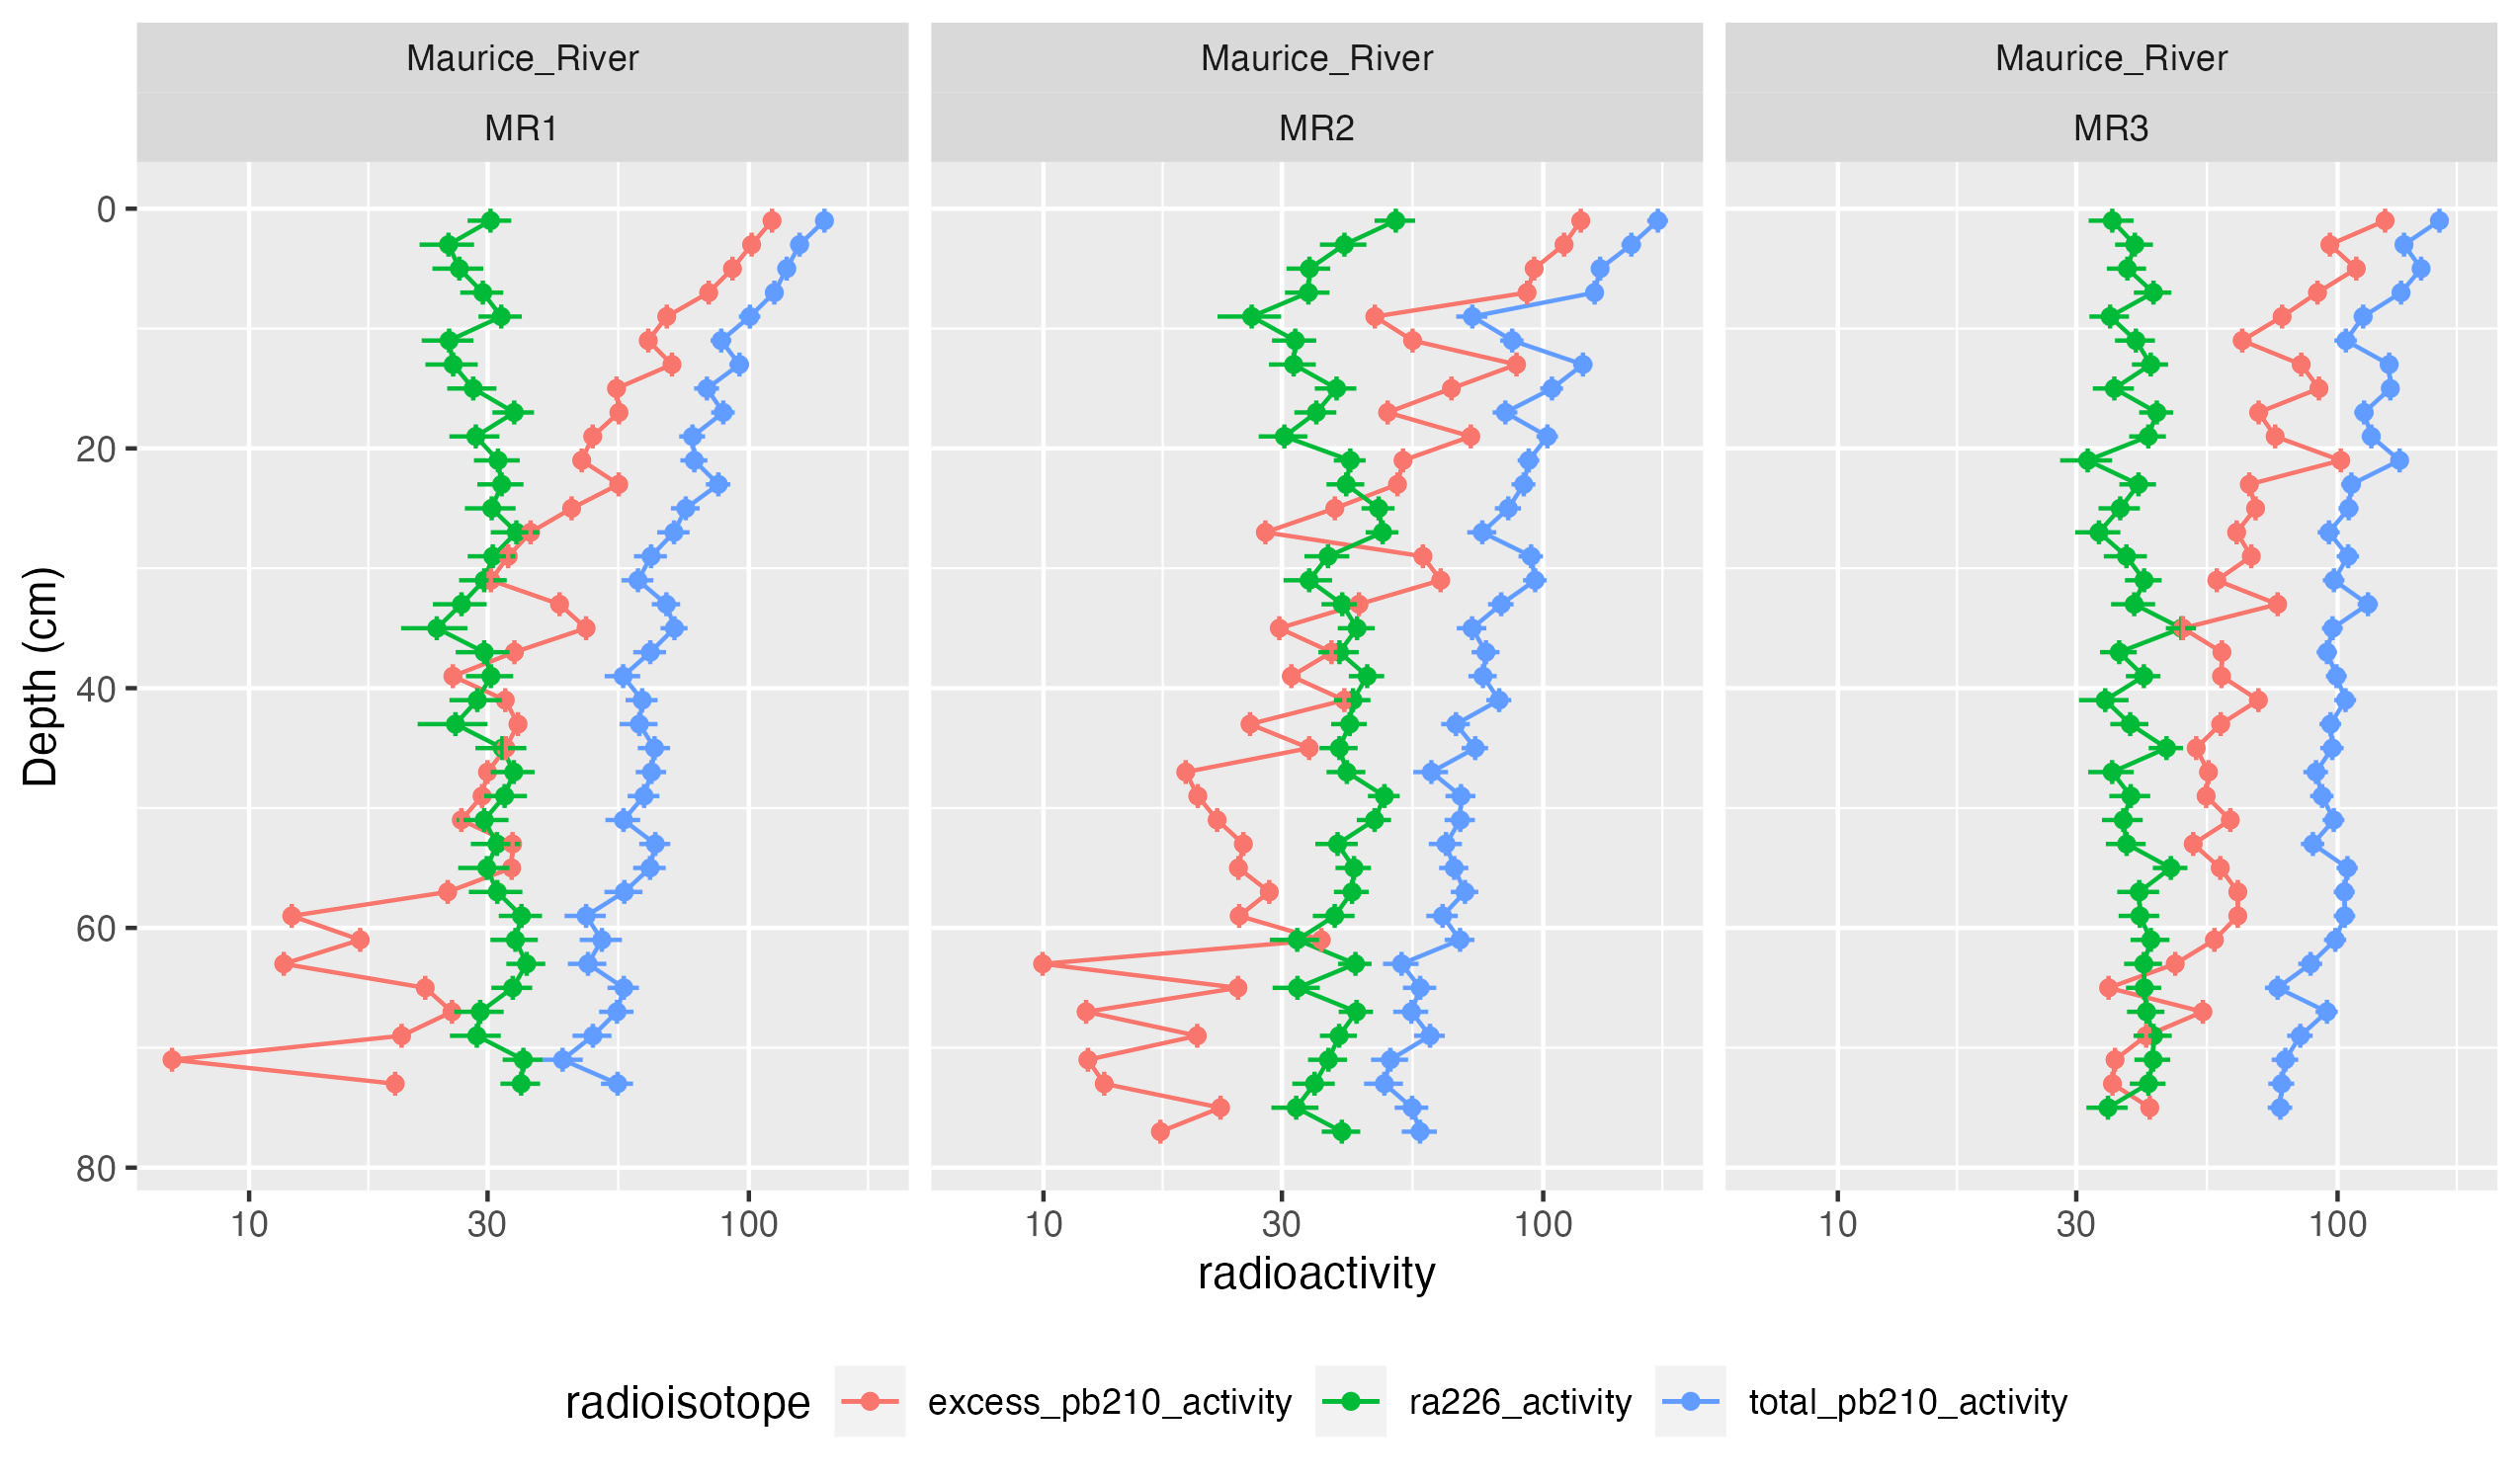 Maurice_River Maurice_River Maurice_River
MR1 MR2 MR3
Depth (cm)
0
20
40
60
80
10 30 100 10 30 100 10 30 100
radioactivity
radioisotope excess_pb210_activity ra226_activity total_pb210_activity